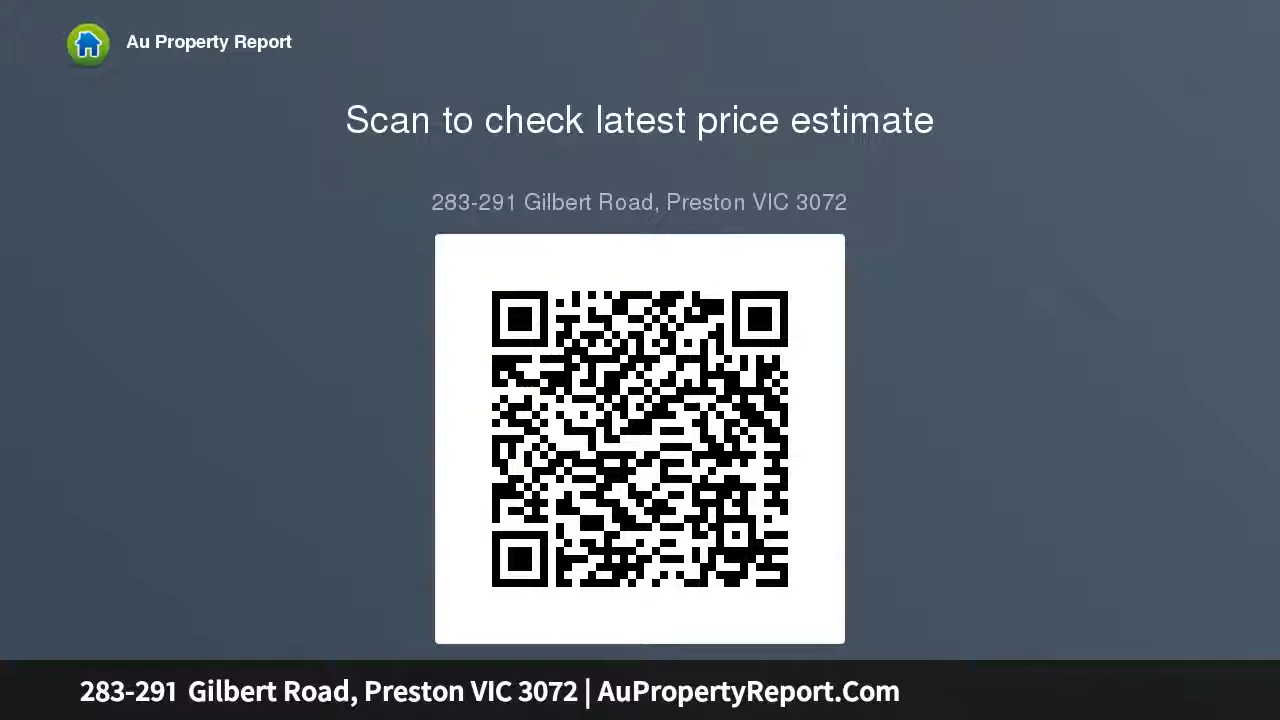 Au Property Report
Scan to check latest price estimate
283-291 Gilbert Road, Preston VIC 3072
283-291 Gilbert Road, Preston VIC 3072 | AuPropertyReport.Com